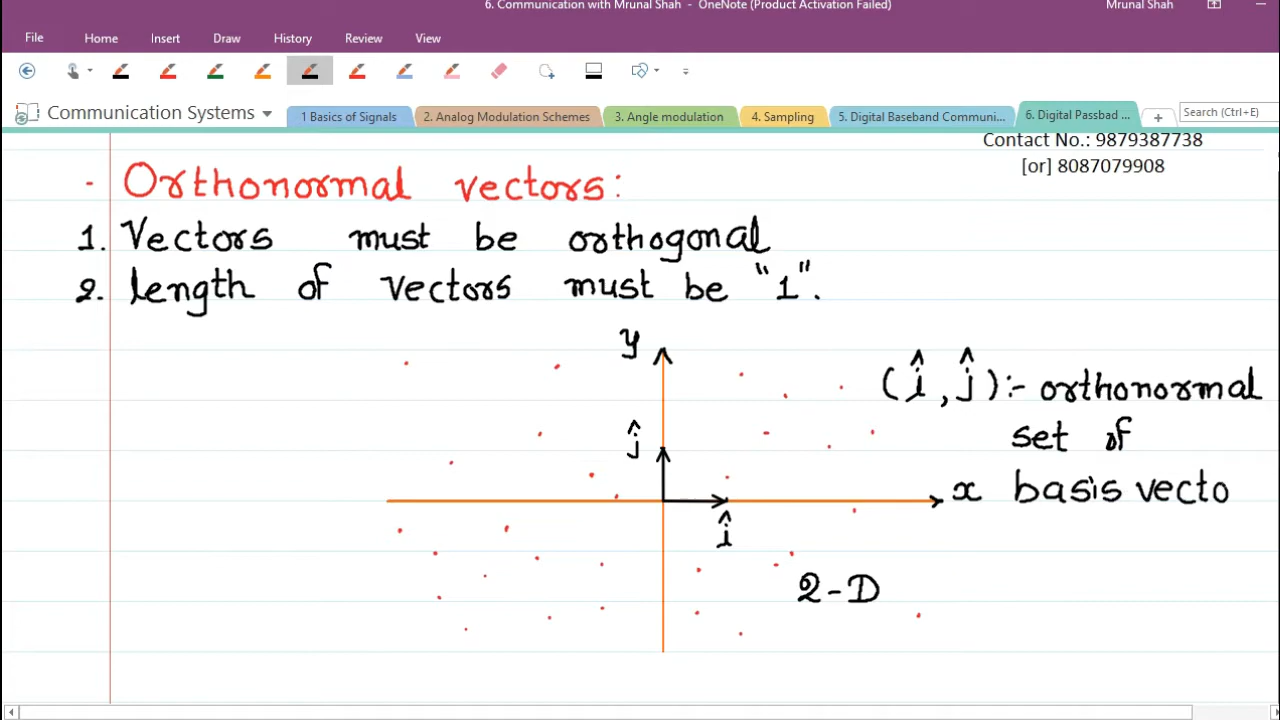 6. Communication with Mrunal Shah - OneNote (Product Activation Failed)
Mrunal Shah
File Home Insert Draw History Review View
Communication Systems
1 Basics of Signals
2. Analog Modulation Schemes
3. Angle modulation
4. Sampling
5. Digital Baseband Communi...
6. Digital Passbad ...
Search (Ctrl+E)
Contact No.: 9879387738
[or] 8087079908
- Orthonormal vectors:
1. Vectors must be orthogonal
2. length of vectors must be "1".
y
(î, ĵ) :- orthonormal
set of
basis vecto
ĵ
x
î
2-D